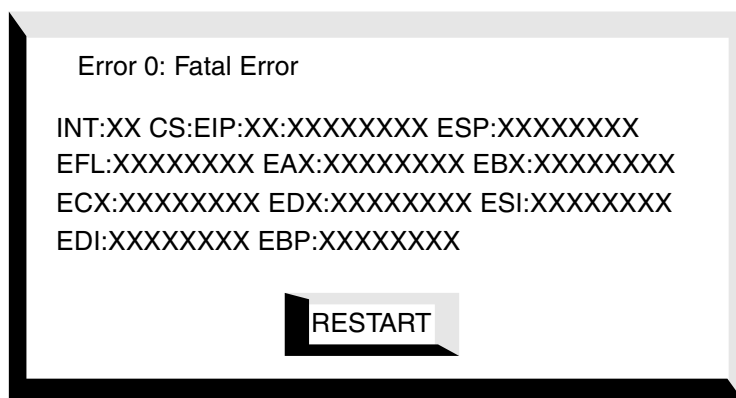 Error 0: Fatal Error
INT:XX CS:EIP:XX:XXXXXXXX ESP:XXXXXXXX
EFL:XXXXXXXX EAX:XXXXXXXX EBX:XXXXXXXX
ECX:XXXXXXXX EDX:XXXXXXXX ESI:XXXXXXXX
EDI:XXXXXXXX EBP:XXXXXXXX
RESTART